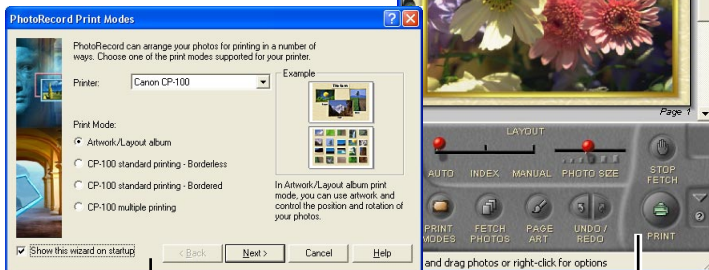 PhotoRecord Print Modes
PhotoRecord can arrange your photos for printing in a number of
ways. Choose one of the print modes supported for your printer.
Printer:
Canon CP-100
Example
Print Mode:
Artwork/Layout album
CP-100 standard printing - Borderless
CP-100 standard printing - Bordered
CP-100 multiple printing
In Artwork/Layout album print
mode, you can use artwork and
control the position and rotation of
your photos.
Show this wizard on startup
< Back
Next >
Cancel
Help
Page 1
LAYOUT
AUTO
INDEX
MANUAL
PHOTO SIZE
STOP
FETCH
PRINT
MODES
FETCH
PHOTOS
PAGE
ART
UNDO /
REDO
PRINT
and drag photos or right-click for options